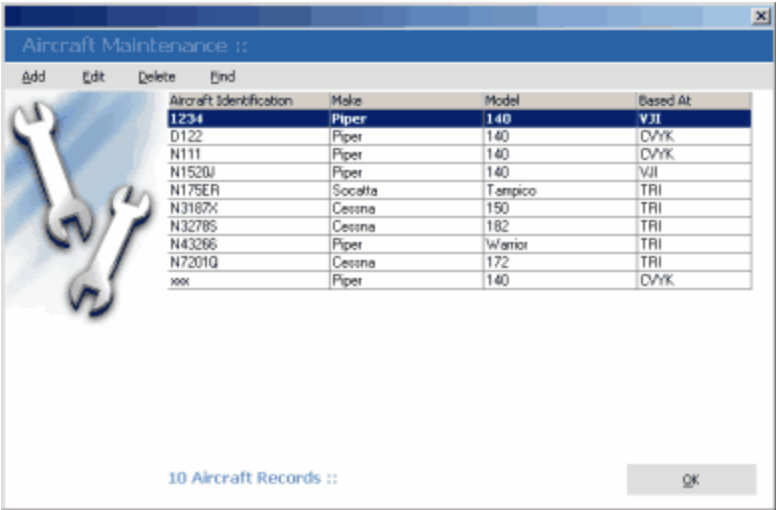 Aircraft Maintenance ::
Add Edit Delete Find
Aircraft Identification Make Model Based At
1234 Piper 140 VJI
D122 Piper 140 CVYK
N111 Piper 140 CVYK
N1520J Piper 140 VJI
N175ER Socatta Tampico TRI
N3187X Cessna 150 TRI
N3278S Cessna 182 TRI
N43266 Piper Warrior TRI
N7201Q Cessna 172 TRI
xxx Piper 140 CVYK
10 Aircraft Records ::
OK